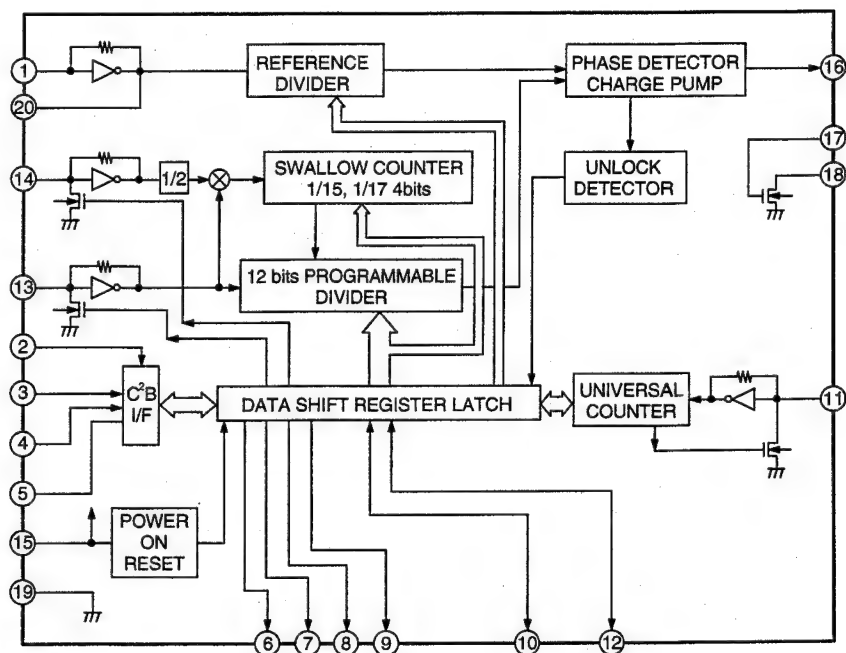 1
REFERENCE
DIVIDER
PHASE DETECTOR
CHARGE PUMP
16
20
17
14
1/2
SWALLOW COUNTER
1/15, 1/17 4bits
UNLOCK
DETECTOR
18
13
12 bits PROGRAMMABLE
DIVIDER
2
3
C²B
I/F
DATA SHIFT REGISTER LATCH
UNIVERSAL
COUNTER
11
4
5
15
POWER
ON
RESET
19
6
7
8
9
10
12